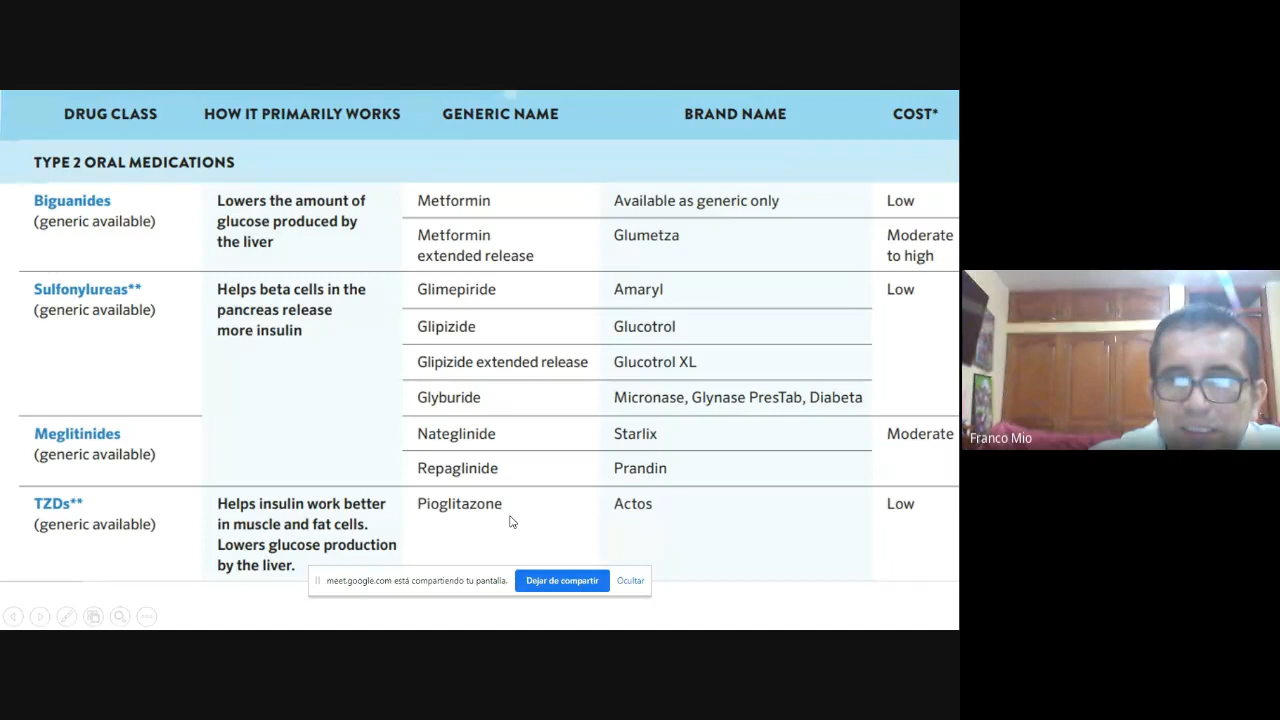 DRUG CLASS HOW IT PRIMARILY WORKS GENERIC NAME BRAND NAME COST*
TYPE 2 ORAL MEDICATIONS
Biguanides
(generic available)
Lowers the amount of
glucose produced by
the liver
Metformin
Available as generic only
Low
Metformin
extended release
Glumetza
Moderate
to high
Sulfonylureas**
(generic available)
Helps beta cells in the
pancreas release
more insulin
Glimepiride
Amaryl
Low
Glipizide
Glucotrol
Glipizide extended release
Glucotrol XL
Glyburide
Micronase, Glynase PresTab, Diabeta
Meglitinides
(generic available)
Nateglinide
Starlix
Moderate
Repaglinide
Prandin
TZDs**
(generic available)
Helps insulin work better
in muscle and fat cells.
Lowers glucose production
by the liver.
Pioglitazone
Actos
Low
meet.google.com está compartiendo tu pantalla.
Dejar de compartir
Ocultar
Franco Mio